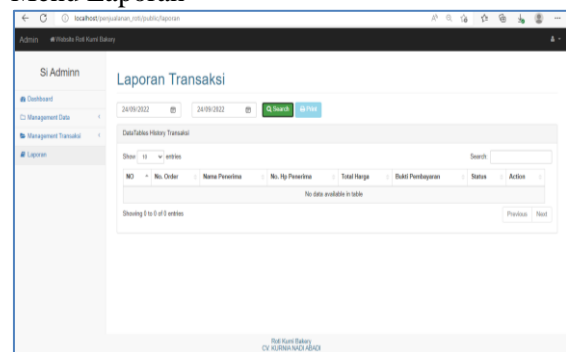 Menu Laporan
localhost/penjualanan_roti/public/laporan
Admin Website Roti Kurni Bakery
Si Adminn
Laporan Transaksi
Dashboard
Management Data
Management Transaksi
Laporan
24/09/2022 24/09/2022 Search Print
DataTables History Transaksi
Show 10 entries Search:
NO No. Order Nama Penerima No. Hp Penerima Total Harga Bukti Pembayaran Status Action
No data available in table
Showing 0 to 0 of 0 entries Previous Next
Roti Kurni Bakery
CV. KURNIA NADI ABADI